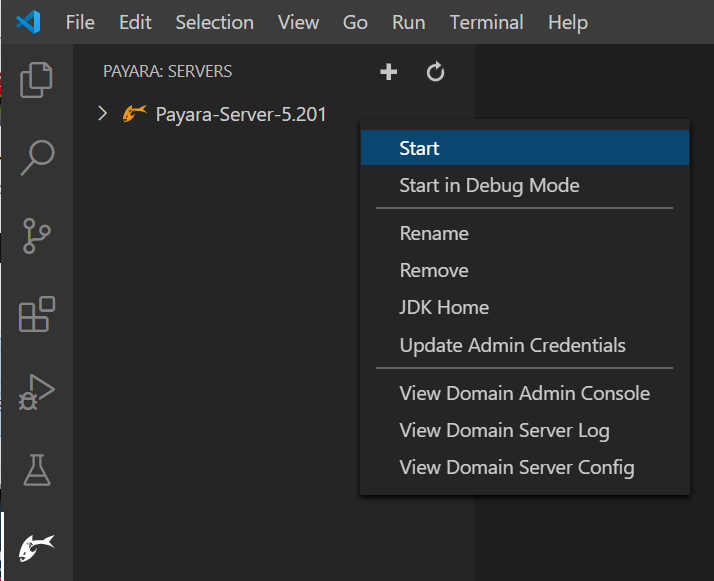 File Edit Selection View Go Run Terminal Help
PAYARA: SERVERS
Payara-Server-5.201
Start
Start in Debug Mode
Rename
Remove
JDK Home
Update Admin Credentials
View Domain Admin Console
View Domain Server Log
View Domain Server Config